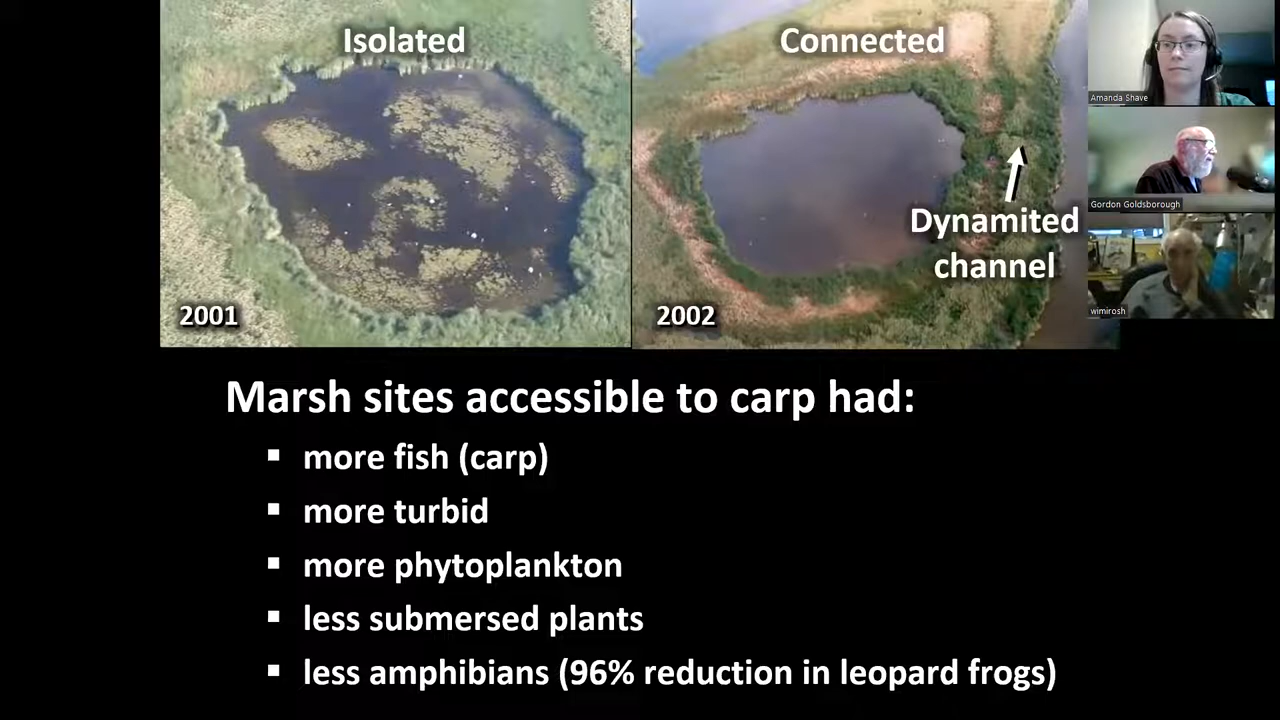 Isolated
Connected
Dynamited
channel
2001
2002
Amanda Shave
Gordon Goldsborough
wimirosh
Marsh sites accessible to carp had:
▪ more fish (carp)
▪ more turbid
▪ more phytoplankton
▪ less submersed plants
▪ less amphibians (96% reduction in leopard frogs)